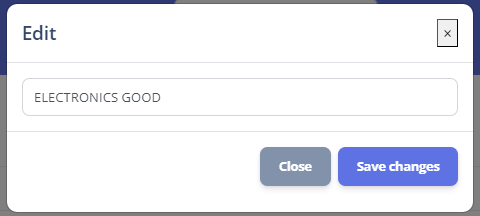 Edit
×
ELECTRONICS GOOD
Close
Save changes